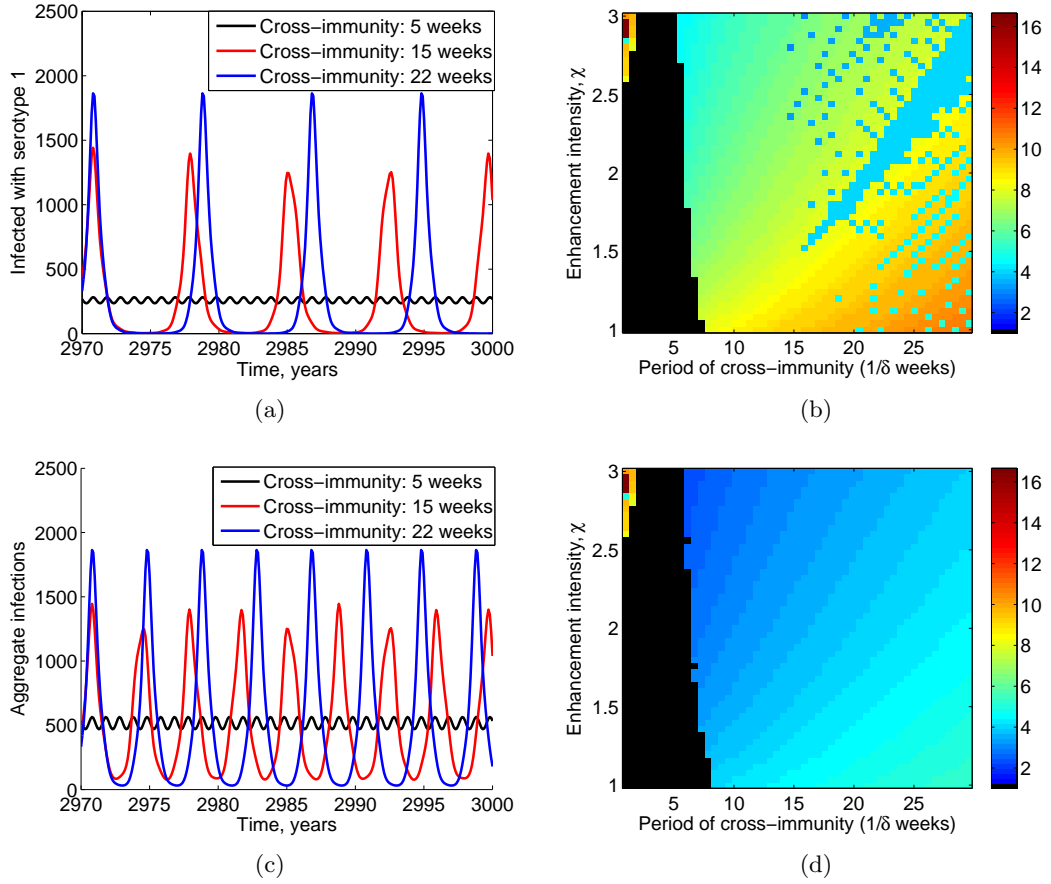 2500
2000
1500
1000
500
0
Infected with serotype 1
Cross−immunity: 5 weeks
Cross−immunity: 15 weeks
Cross−immunity: 22 weeks
2970 2975 2980 2985 2990 2995 3000
Time, years
(a)
3
2.5
2
1.5
1
Enhancement intensity, χ
5 10 15 20 25
Period of cross−immunity (1/δ weeks)
16
14
12
10
8
6
4
2
(b)
2500
2000
1500
1000
500
0
Aggregate infections
Cross−immunity: 5 weeks
Cross−immunity: 15 weeks
Cross−immunity: 22 weeks
2970 2975 2980 2985 2990 2995 3000
Time, years
(c)
3
2.5
2
1.5
1
Enhancement intensity, χ
5 10 15 20 25
Period of cross−immunity (1/δ weeks)
16
14
12
10
8
6
4
2
(d)